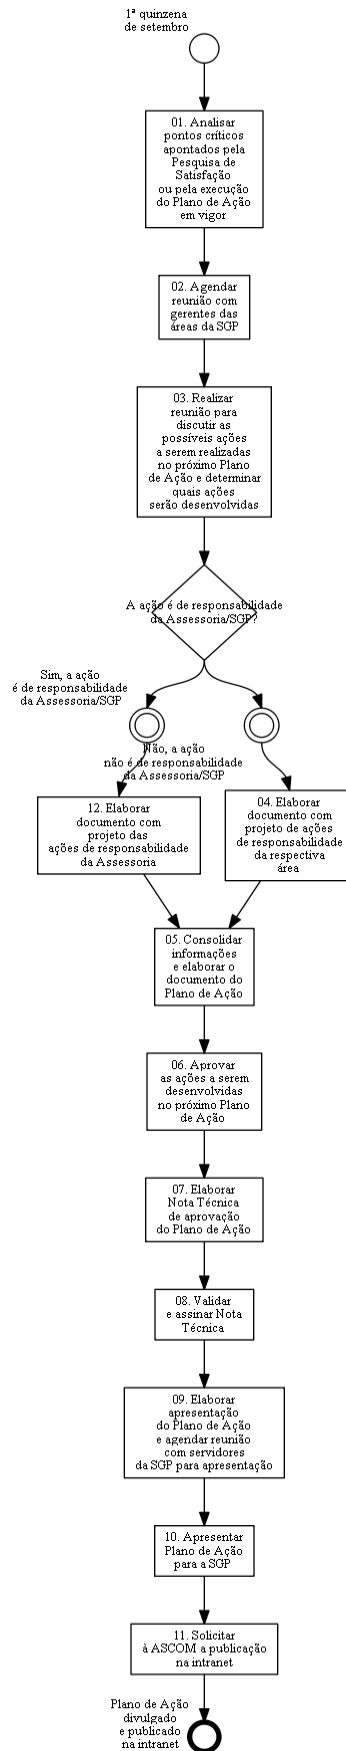 1ª quinzena
de setembro
01. Analisar
pontos críticos
apontados pela
Pesquisa de
Satisfação
ou pela execução
do Plano de Ação
em vigor
02. Agendar
reunião com
gerentes das
áreas da SGP
03. Realizar
reunião para
discutir as
possíveis ações
a serem realizadas
no próximo Plano
de Ação e determinar
quais ações
serão desenvolvidas
A ação é de responsabilidade
da Assessoria/SGP?
Sim, a ação
é de responsabilidade
da Assessoria/SGP
Não, a ação
não é de responsabilidade
da Assessoria/SGP
12. Elaborar
documento com
projeto das
ações de responsabilidade
da Assessoria
04. Elaborar
documento com
projeto de ações
de responsabilidade
da respectiva
área
05. Consolidar
informações
e elaborar o
documento do
Plano de Ação
06. Aprovar
as ações a serem
desenvolvidas
no próximo Plano
de Ação
07. Elaborar
Nota Técnica
de aprovação
do Plano de Ação
08. Validar
e assinar Nota
Técnica
09. Elaborar
apresentação
do Plano de Ação
e agendar reunião
com servidores
da SGP para apresentação
10. Apresentar
Plano de Ação
para a SGP
11. Solicitar
à ASCOM a publicação
na intranet
Plano de Ação
divulgado
e publicado
na intranet